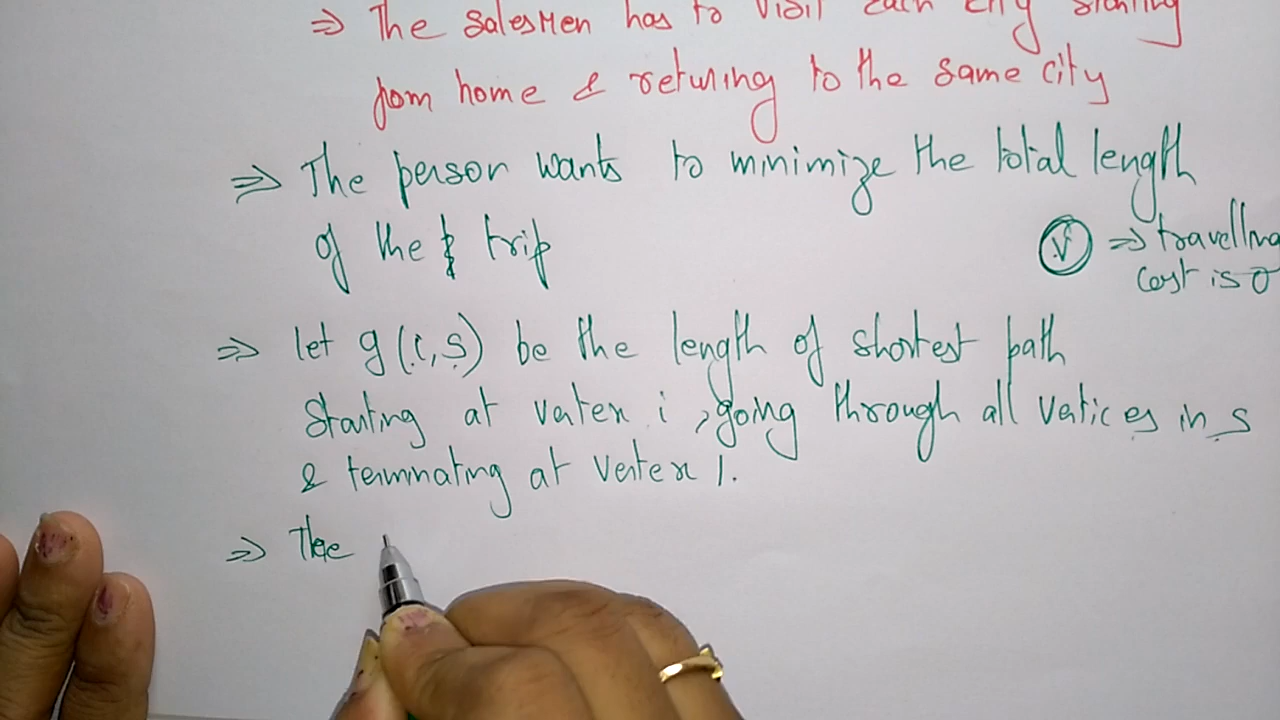 ⇒ The salesmen has to visit each city starting
from home & returing to the same city
⇒ The person wants to minimize the total length
of the trip
V ⇒ travelling
cost is 0
⇒ let g(i,s) be the length of shortest path
starting at vertex i, going through all vertices in s
& terminating at vertex 1.
⇒ The